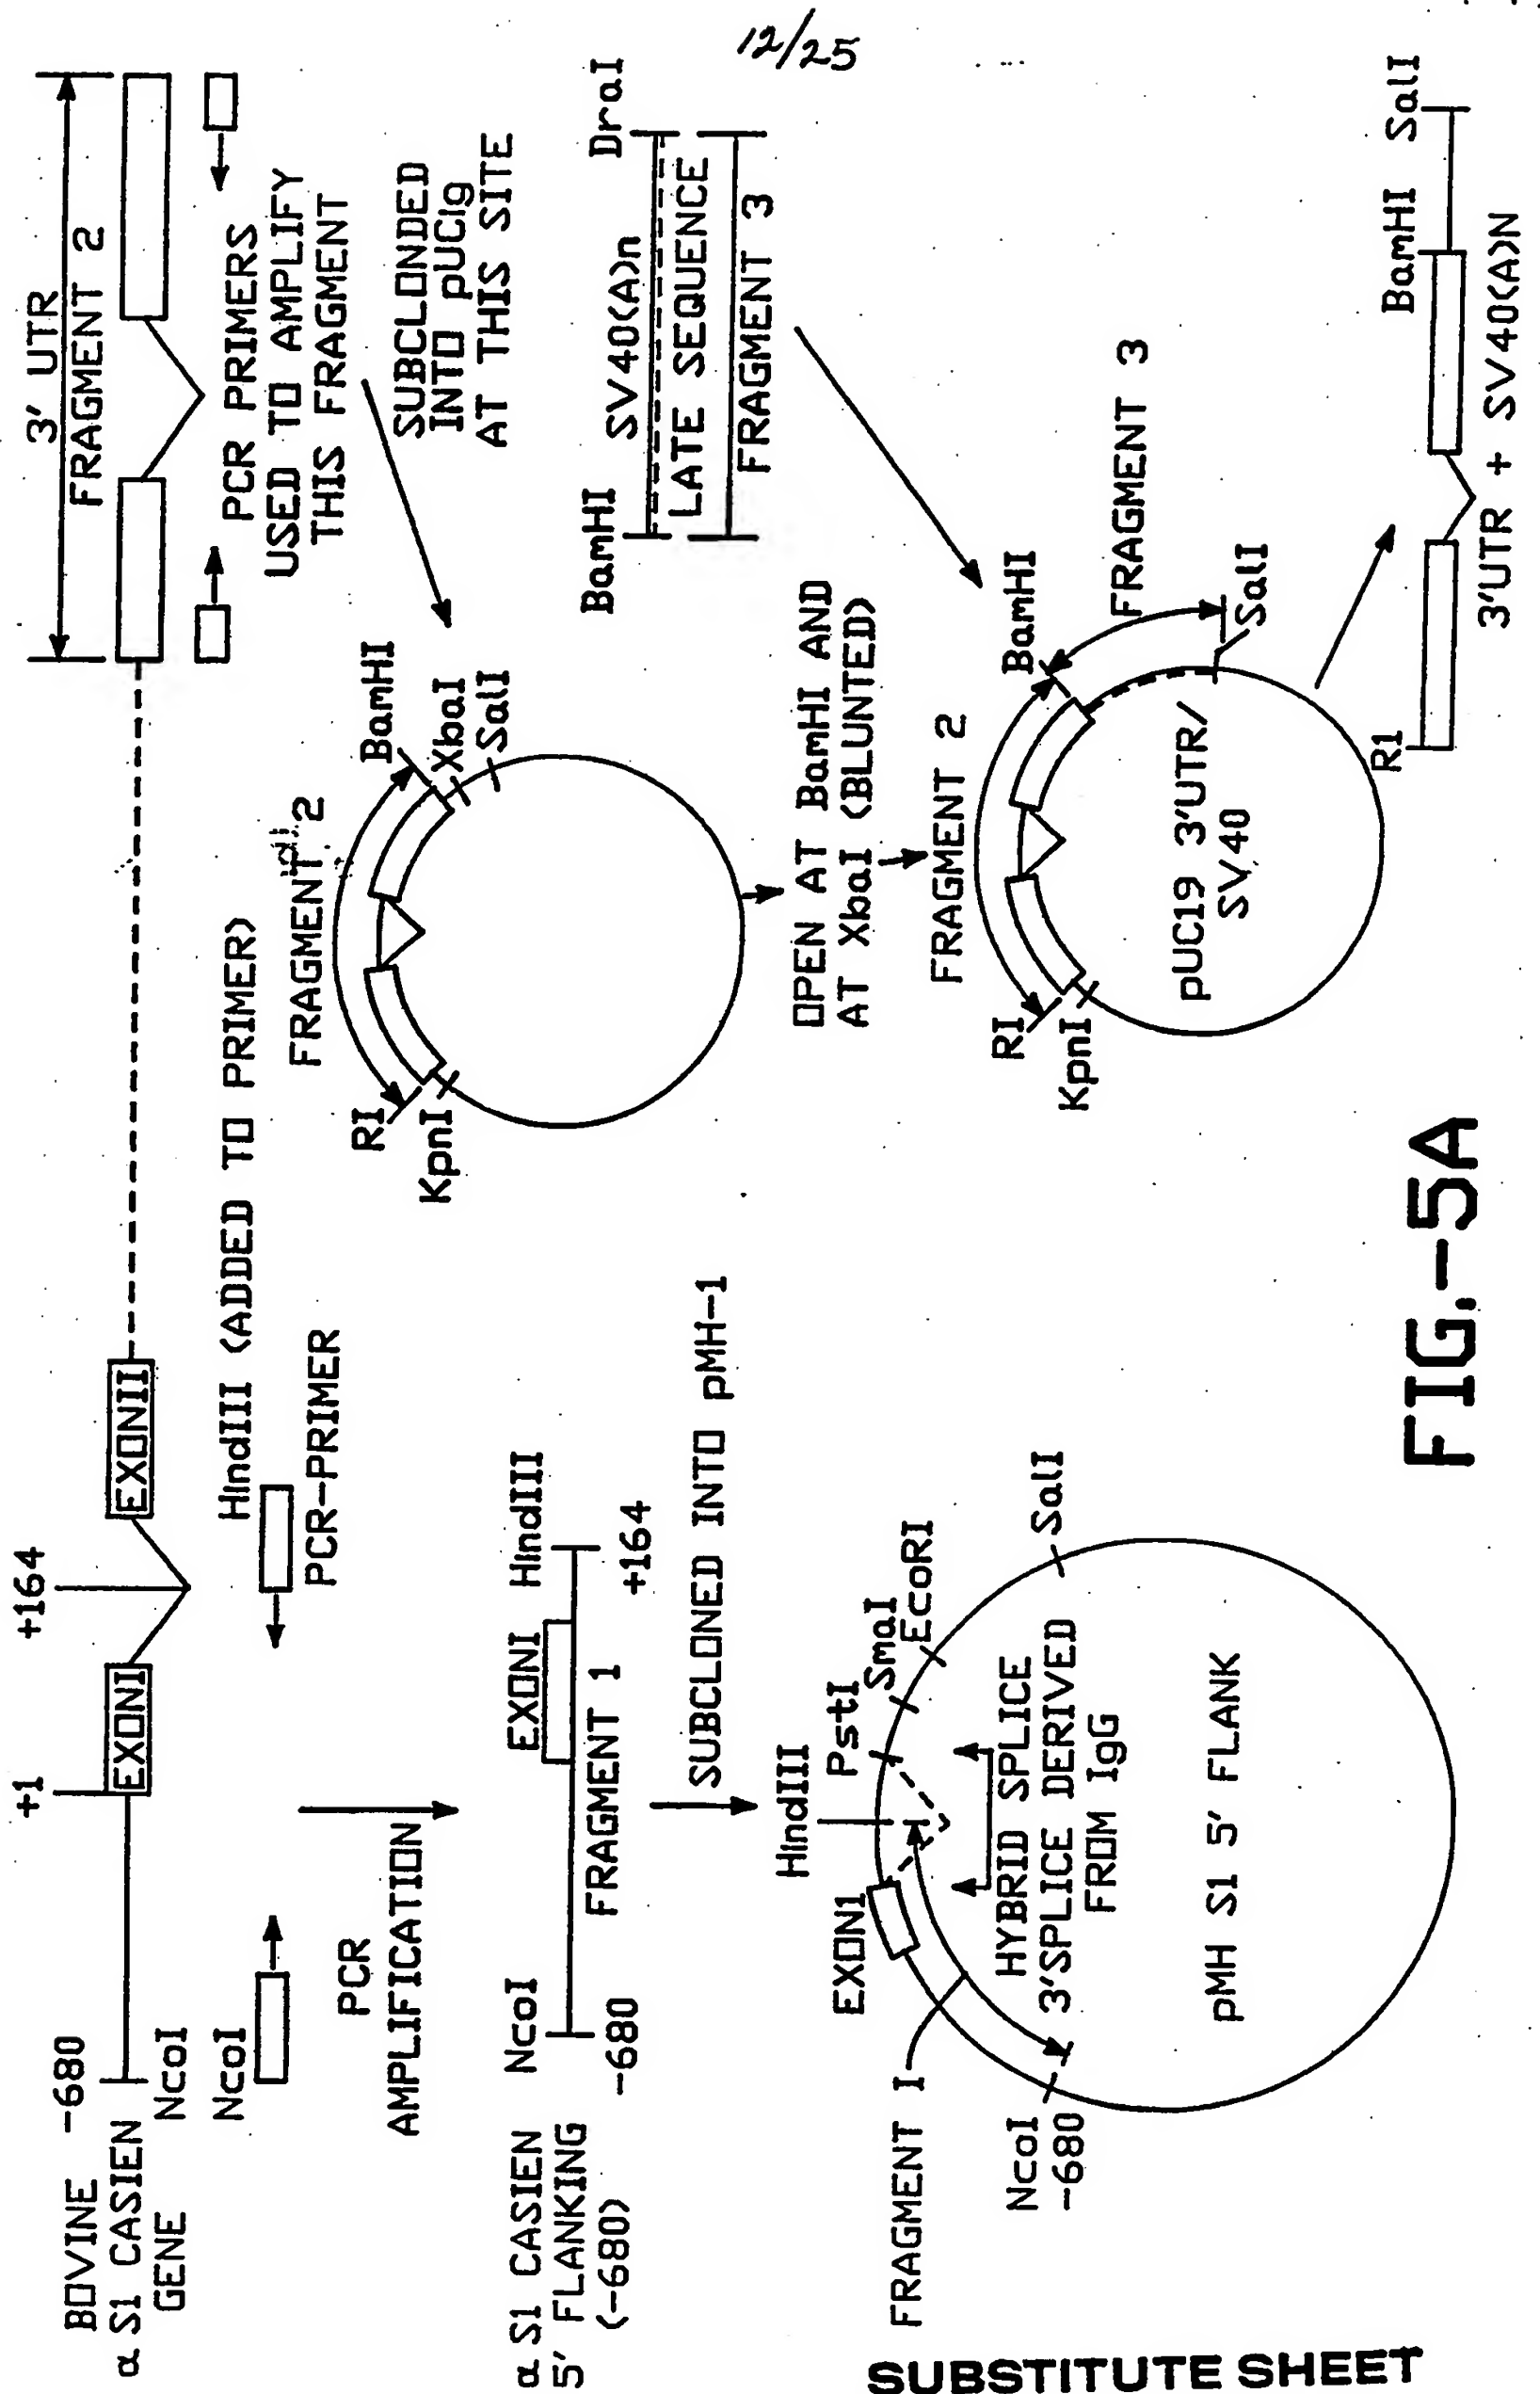 12/25
BOVINE -680
α S1 CASIEN
GENE
NcoI
NcoI
+1
EXONI
+164
EXONII
3' UTR
FRAGMENT 2
HindIII (ADDED TO PRIMER)
PCR-PRIMER
PCR PRIMERS
USED TO AMPLIFY
THIS FRAGMENT
PCR
AMPLIFICATION
SUBCLONDED
INTO pUC19
AT THIS SITE
α S1 CASIEN
5' FLANKING
(-680)
NcoI
-680
EXONI
HindIII
+164
FRAGMENT 1
FRAGMENT 2
RI
KpnI
BamHI
XbaI
SalI
BamHI
SV40(A)n
DraI
LATE SEQUENCE
FRAGMENT 3
SUBCLONED INTO pMH-1
OPEN AT BamHI AND
AT XbaI (BLUNTED)
FRAGMENT I
NcoI
-680
EXON1
HindIII
PstI
SmaI
EcoRI
SalI
HYBRID SPLICE
3'SPLICE DERIVED
FROM IgG
pMH S1 5' FLANK
FRAGMENT 2
RI
KpnI
BamHI
FRAGMENT 3
SalI
pUC19 3'UTR/
SV40
R1
BamHI
SalI
3'UTR + SV40(A)N
FIG.-5A
SUBSTITUTE SHEET